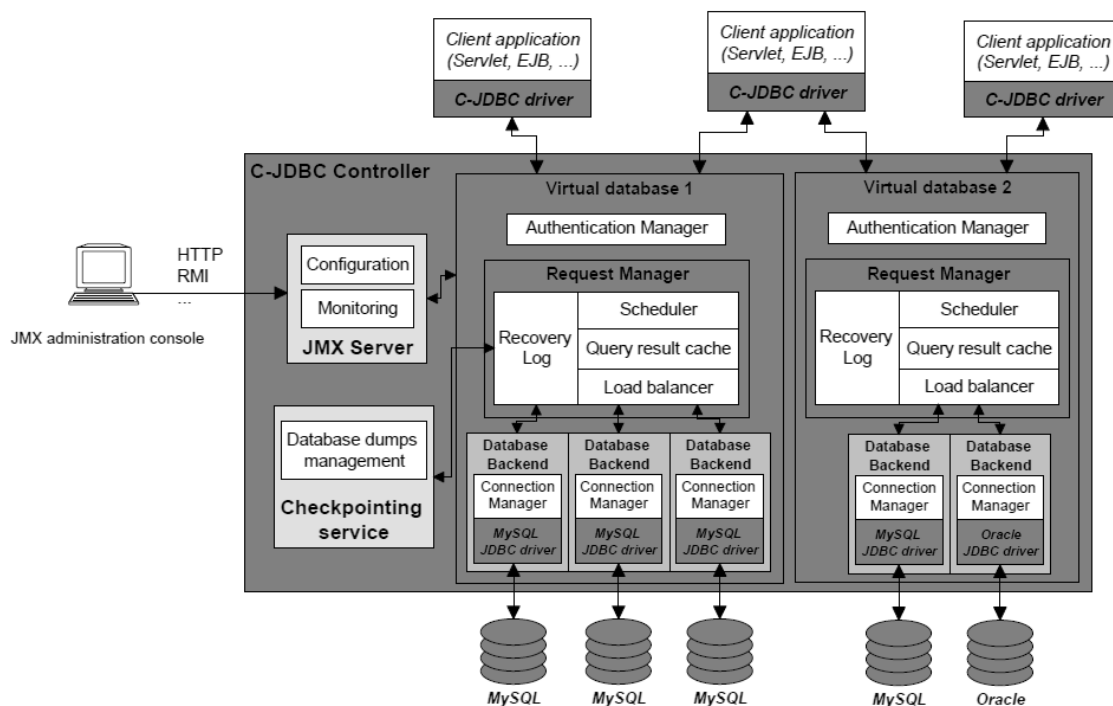 Client application
(Servlet, EJB, ...)
C-JDBC driver
Client application
(Servlet, EJB, ...)
C-JDBC driver
Client application
(Servlet, EJB, ...)
C-JDBC driver
C-JDBC Controller
Virtual database 1
Authentication Manager
Request Manager
Recovery
Log
Scheduler
Query result cache
Load balancer
Database
Backend
Connection
Manager
MySQL
JDBC driver
Database
Backend
Connection
Manager
MySQL
JDBC driver
Database
Backend
Connection
Manager
MySQL
JDBC driver
Virtual database 2
Authentication Manager
Request Manager
Recovery
Log
Scheduler
Query result cache
Load balancer
Database
Backend
Connection
Manager
MySQL
JDBC driver
Database
Backend
Connection
Manager
Oracle
JDBC driver
HTTP
RMI
...
JMX administration console
Configuration
Monitoring
JMX Server
Database dumps
management
Checkpointing
service
MySQL
MySQL
MySQL
MySQL
Oracle